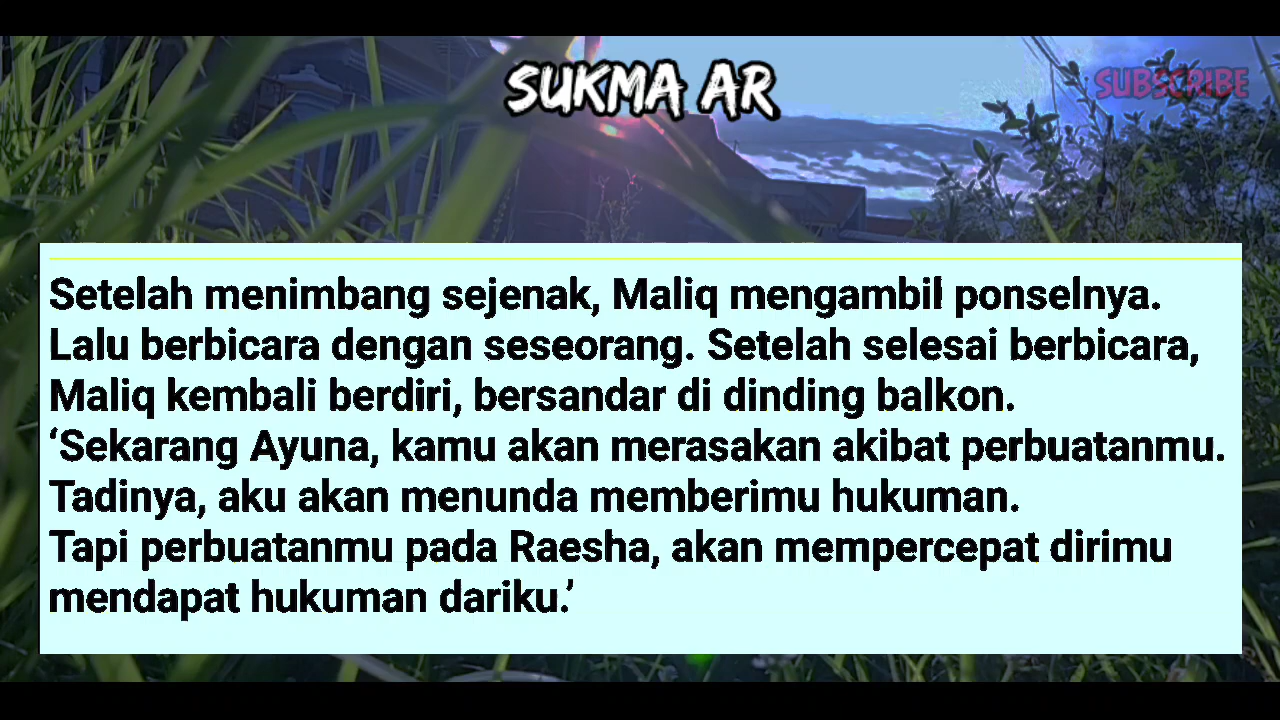 SUKMA AR
SUBSCRIBE
Setelah menimbang sejenak, Maliq mengambil ponselnya.
Lalu berbicara dengan seseorang. Setelah selesai berbicara,
Maliq kembali berdiri, bersandar di dinding balkon.
‘Sekarang Ayuna, kamu akan merasakan akibat perbuatanmu.
Tadinya, aku akan menunda memberimu hukuman.
Tapi perbuatanmu pada Raesha, akan mempercepat dirimu
mendapat hukuman dariku.’